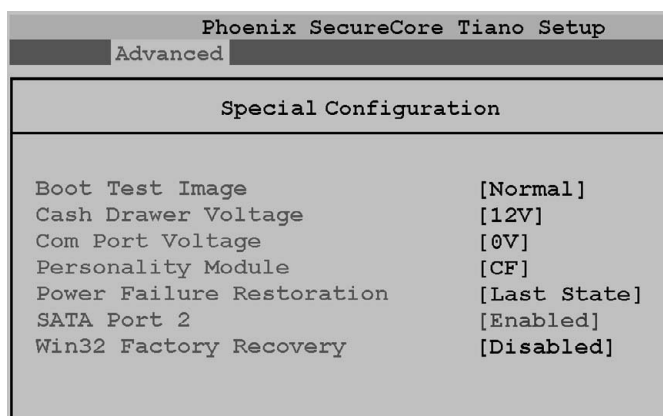 Phoenix SecureCore Tiano Setup
Advanced
Special Configuration
Boot Test Image [Normal]
Cash Drawer Voltage [12V]
Com Port Voltage [0V]
Personality Module [CF]
Power Failure Restoration [Last State]
SATA Port 2 [Enabled]
Win32 Factory Recovery [Disabled]